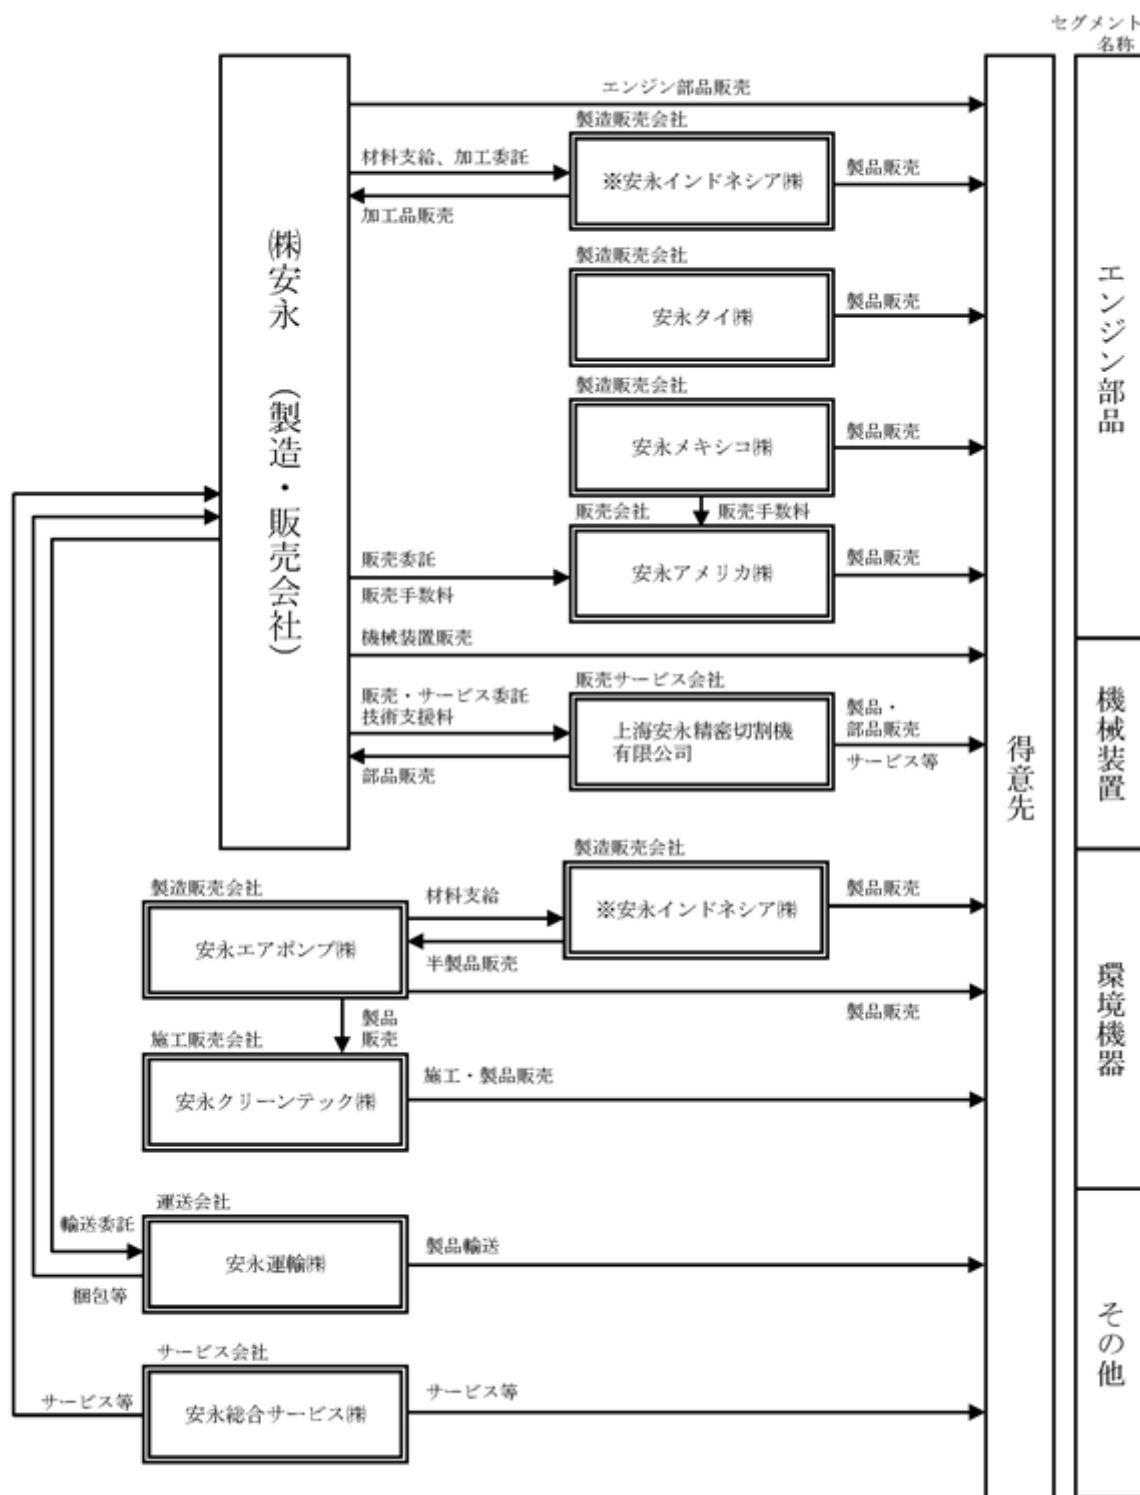 セグメント
名称
エンジン部品販売
製造販売会社
材料支給、加工委託
※安永インドネシア㈱
製品販売
加工品販売
㈱安永 （製造・販売会社）
製造販売会社
安永タイ㈱
製品販売
エンジン部品
製造販売会社
安永メキシコ㈱
製品販売
販売会社
販売手数料
販売委託
安永アメリカ㈱
製品販売
販売手数料
機械装置販売
販売サービス会社
販売・サービス委託
技術支援料
上海安永精密切割機
有限公司
製品・
部品販売
サービス等
部品販売
機械装置
得意先
製造販売会社
製造販売会社
材料支給
※安永インドネシア㈱
製品販売
安永エアポンプ㈱
半製品販売
製品販売
製品
販売
環境機器
施工販売会社
安永クリーンテック㈱
施工・製品販売
運送会社
輸送委託
安永運輸㈱
製品輸送
梱包等
サービス会社
サービス等
安永総合サービス㈱
サービス等
その他